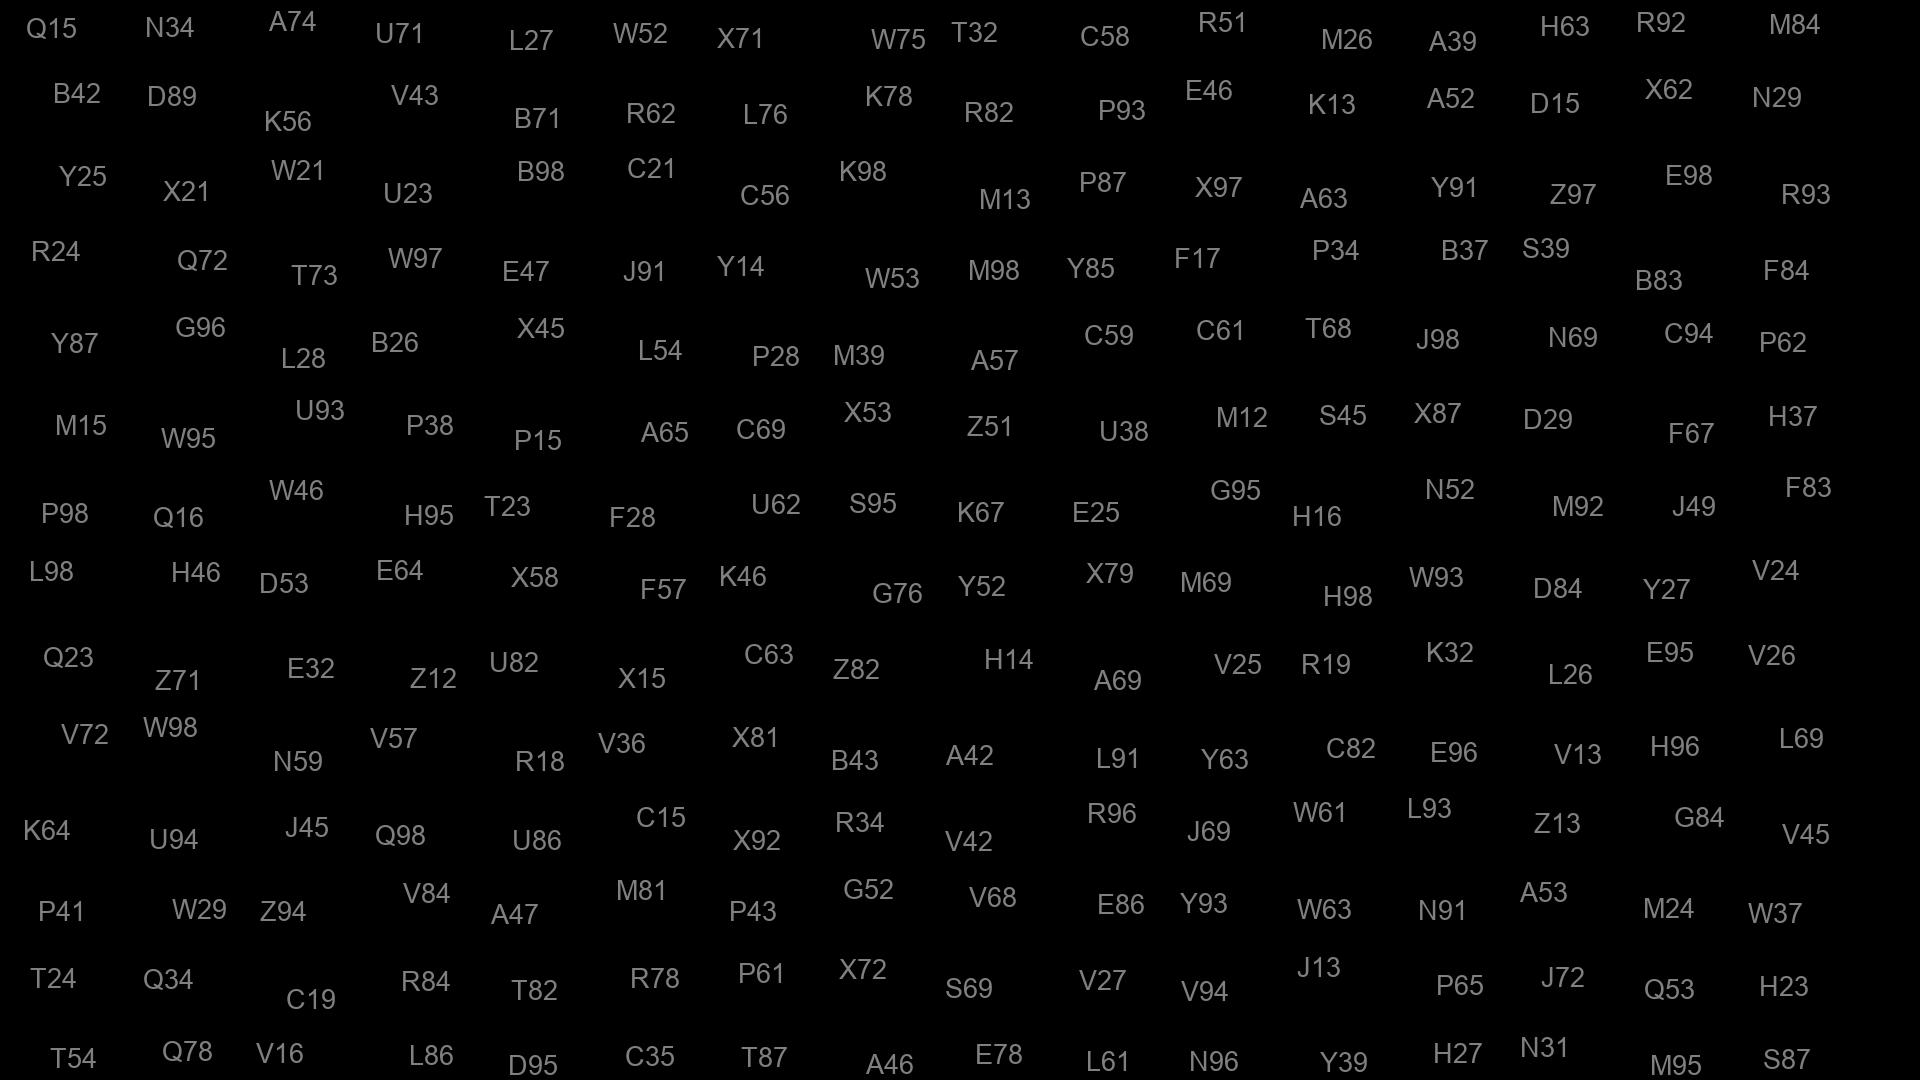 Q15 N34 A74 U71 L27 W52 X71 W75 T32 C58 R51 M26 A39 H63 R92 M84
B42 D89 K56 V43 B71 R62 L76 K78 R82 P93 E46 K13 A52 D15 X62 N29
Y25 X21 W21 U23 B98 C21 C56 K98 M13 P87 X97 A63 Y91 Z97 E98 R93
R24 Q72 T73 W97 E47 J91 Y14 W53 M98 Y85 F17 P34 B37 S39 B83 F84
Y87 G96 L28 B26 X45 L54 P28 M39 A57 C59 C61 T68 J98 N69 C94 P62
M15 W95 U93 P38 P15 A65 C69 X53 Z51 U38 M12 S45 X87 D29 F67 H37
P98 Q16 W46 H95 T23 F28 U62 S95 K67 E25 G95 H16 N52 M92 J49 F83
L98 H46 D53 E64 X58 F57 K46 G76 Y52 X79 M69 H98 W93 D84 Y27 V24
Q23 Z71 E32 Z12 U82 X15 C63 Z82 H14 A69 V25 R19 K32 L26 E95 V26
V72 W98 N59 V57 R18 V36 X81 B43 A42 L91 Y63 C82 E96 V13 H96 L69
K64 U94 J45 Q98 U86 C15 X92 R34 V42 R96 J69 W61 L93 Z13 G84 V45
P41 W29 Z94 V84 A47 M81 P43 G52 V68 E86 Y93 W63 N91 A53 M24 W37
T24 Q34 C19 R84 T82 R78 P61 X72 S69 V27 V94 J13 P65 J72 Q53 H23
T54 Q78 V16 L86 D95 C35 T87 A46 E78 L61 N96 Y39 H27 N31 M95 S87